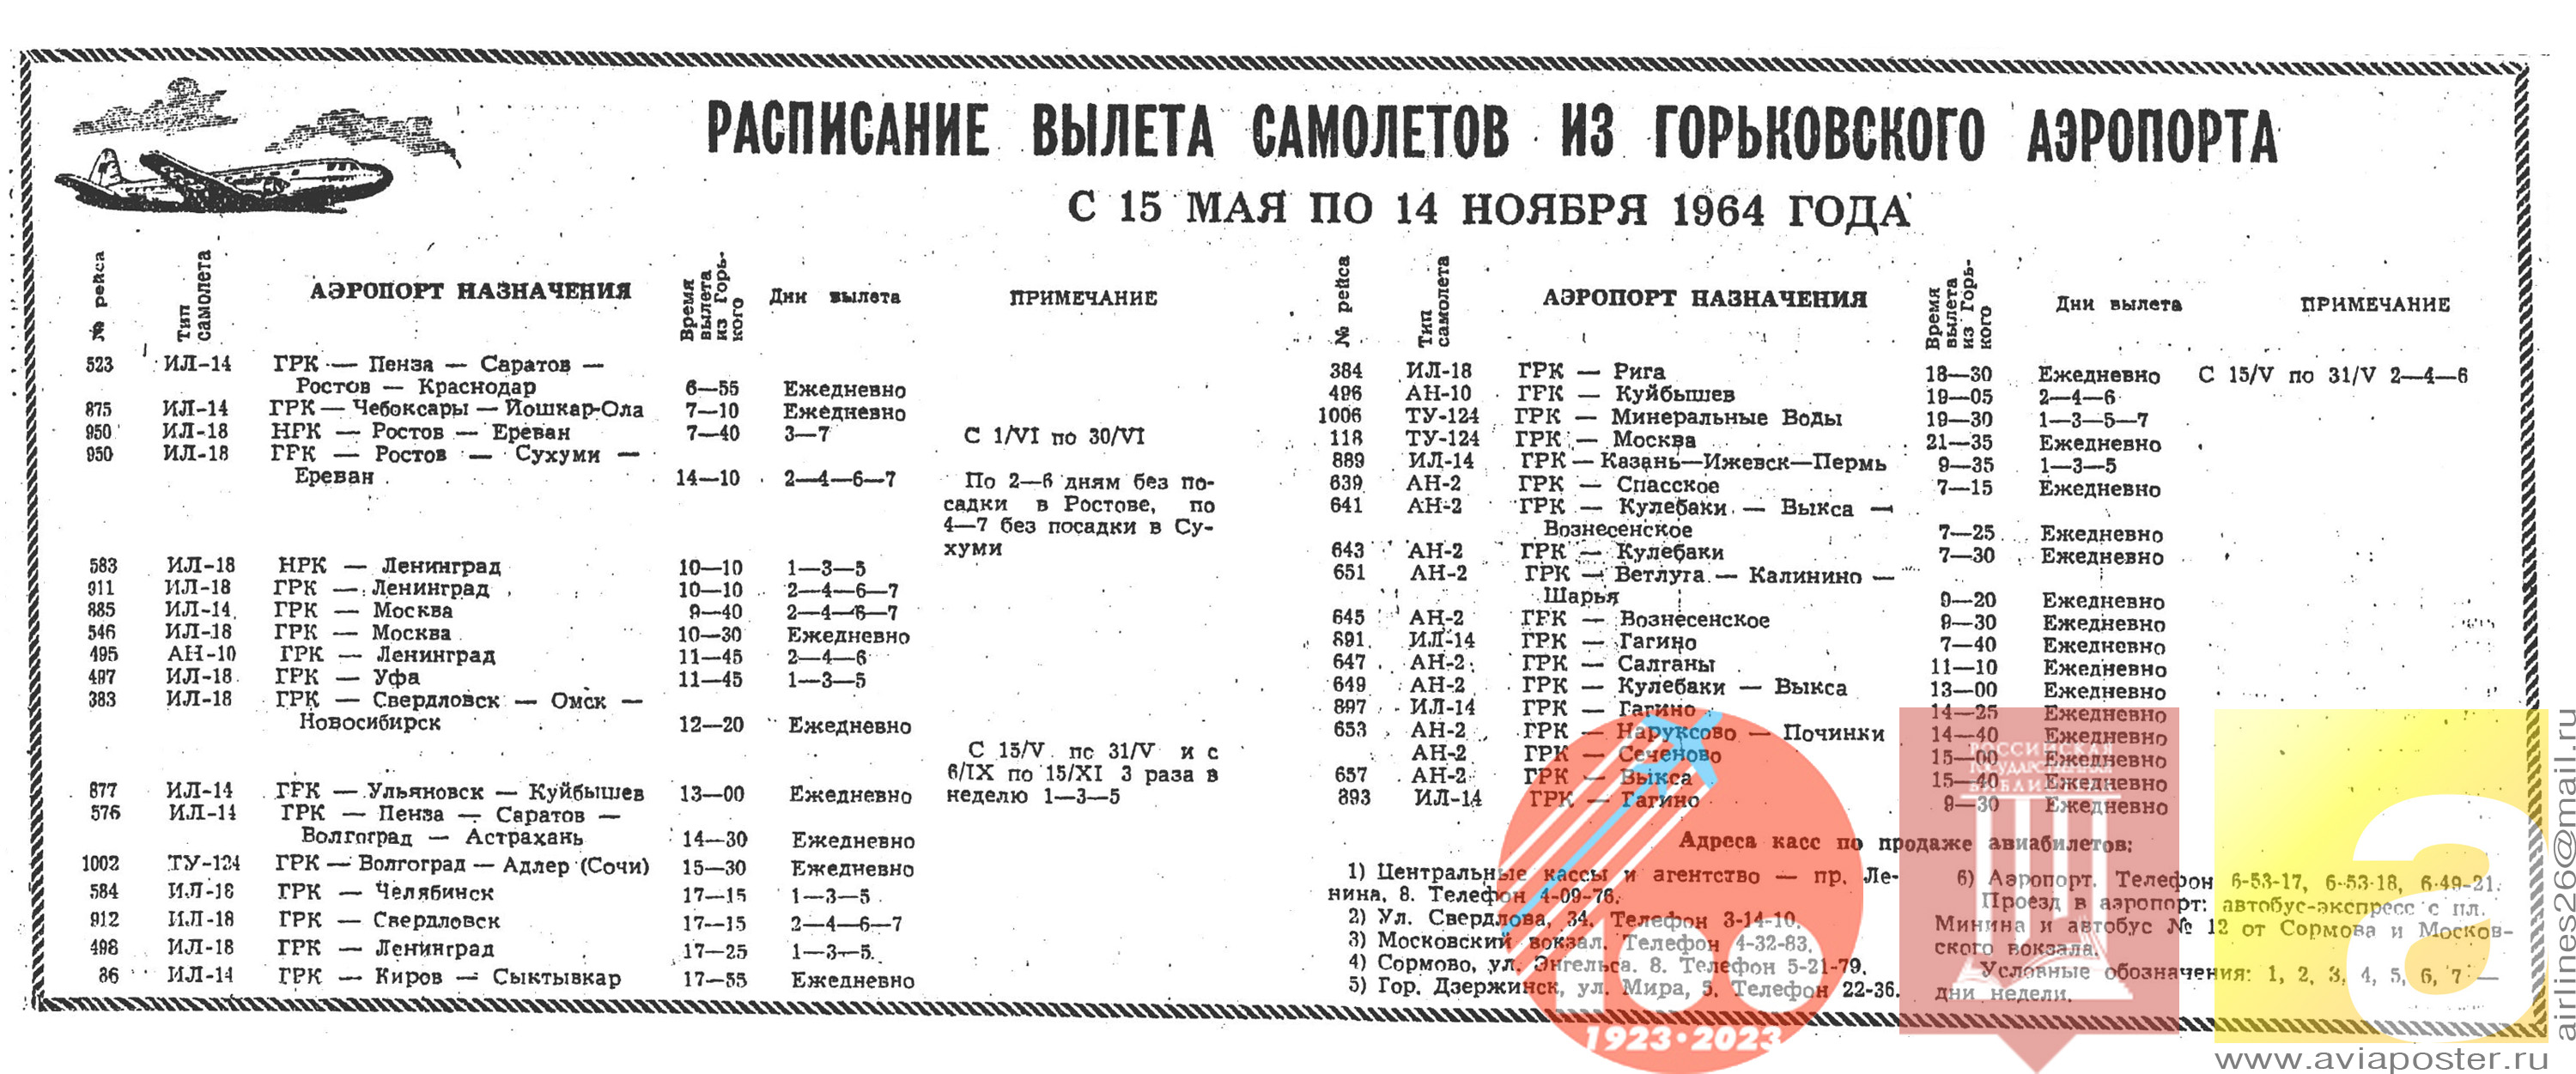 РАСПИСАНИЕ ВЫЛЕТА САМОЛЕТОВ ИЗ ГОРЬКОВСКОГО АЭРОПОРТА
С 15 МАЯ ПО 14 НОЯБРЯ 1964 ГОДА
№ рейса
Тип самолета
АЭРОПОРТ НАЗНАЧЕНИЯ
Время вылета из Горь-кого
Дни вылета
ПРИМЕЧАНИЕ
523 ИЛ-14 ГРК — Пенза — Саратов —
Ростов — Краснодар 6—55 Ежедневно
875 ИЛ-14 ГРК — Чебоксары — Йошкар-Ола 7—10 Ежедневно
950 ИЛ-18 НРК — Ростов — Ереван 7—40 3—7 С 1/VI по 30/VI
950 ИЛ-18 ГРК — Ростов — Сухуми —
Ереван 14—10 2—4—6—7 По 2—6 дням без по-
садки в Ростове, по
4—7 без посадки в Су-
хуми
583 ИЛ-18 НРК — Ленинград 10—10 1—3—5
911 ИЛ-18 ГРК — Ленинград 10—10 2—4—6—7
885 ИЛ-14 ГРК — Москва 9—40 2—4—6—7
546 ИЛ-18 ГРК — Москва 10—30 Ежедневно
495 АН-10 ГРК — Ленинград 11—45 2—4—6
497 ИЛ-18 ГРК — Уфа 11—45 1—3—5
383 ИЛ-18 ГРК — Свердловск — Омск —
Новосибирск 12—20 Ежедневно
С 15/V пс 31/V и с
6/IX по 15/XI 3 раза в
877 ИЛ-14 ГРК — Ульяновск — Куйбышев 13—00 Ежедневно неделю 1—3—5
576 ИЛ-14 ГРК — Пенза — Саратов —
Волгоград — Астрахань 14—30 Ежедневно
1002 ТУ-124 ГРК — Волгоград — Адлер (Сочи) 15—30 Ежедневно
584 ИЛ-18 ГРК — Челябинск 17—15 1—3—5
912 ИЛ-18 ГРК — Свердловск 17—15 2—4—6—7
498 ИЛ-18 ГРК — Ленинград 17—25 1—3—5.
86 ИЛ-14 ГРК — Киров — Сыктывкар 17—55 Ежедневно
№ рейса
Тип самолета
АЭРОПОРТ НАЗНАЧЕНИЯ
Время вылета из Горь-кого
Дни вылета
ПРИМЕЧАНИЕ
384 ИЛ-18 ГРК — Рига 18—30 Ежедневно С 15/V по 31/V 2—4—6
496 АН-10 ГРК — Куйбышев 19—05 2—4—6
1006 ТУ-124 ГРК — Минеральные Воды 19—30 1—3—5—7
118 ТУ-124 ГРК — Москва 21—35 Ежедневно
889 ИЛ-14 ГРК — Казань—Ижевск—Пермь 9—35 1—3—5
639 АН-2 ГРК — Спасское 7—15 Ежедневно
641 АН-2 ГРК — Кулебаки — Выкса —
Вознесенское 7—25 Ежедневно
643 АН-2 ГРК — Кулебаки 7—30 Ежедневно
651 АН-2 ГРК — Ветлуга — Калинино —
Шарья 9—20 Ежедневно
645 АН-2 ГРК — Вознесенское 9—30 Ежедневно
891 ИЛ-14 ГРК — Гагино 7—40 Ежедневно
647 АН-2 ГРК — Салганы 11—10 Ежедневно
649 АН-2 ГРК — Кулебаки — Выкса 13—00 Ежедневно
897 ИЛ-14 ГРК — Гагино 14—25 Ежедневно
653 АН-2 ГРК — Наруксово — Починки 14—40 Ежедневно
АН-2 ГРК — Сеченово 15—00 Ежедневно
657 АН-2 ГРК — Выкса 15—40 Ежедневно
893 ИЛ-14 ГРК — Гагино 9—30 Ежедневно
Адреса касс по продаже авиабилетов:
1) Центральные кассы и агентство — пр. Ле-
нина, 8. Телефон 4-09-76.
2) Ул. Свердлова, 34. Телефон 3-14-10.
3) Московский вокзал. Телефон 4-32-83.
4) Сормово, ул. Энгельса. 8. Телефон 5-21-79.
5) Гор. Дзержинск, ул. Мира, 5. Телефон 22-36.
6) Аэропорт. Телефон 6-53-17, 6-53-18, 6-49-21.
Проезд в аэропорт: автобус-экспресс с пл.
Минина и автобус № 12 от Сормова и Москов-
ского вокзала.
Условные обозначения: 1, 2, 3, 4, 5, 6, 7 —
дни недели.
1923•2023
РОССИЙСКАЯ
ГОСУДАРСТВЕННАЯ
БИБЛИОТЕКА
a
airlines26@mail.ru
www.aviaposter.ru